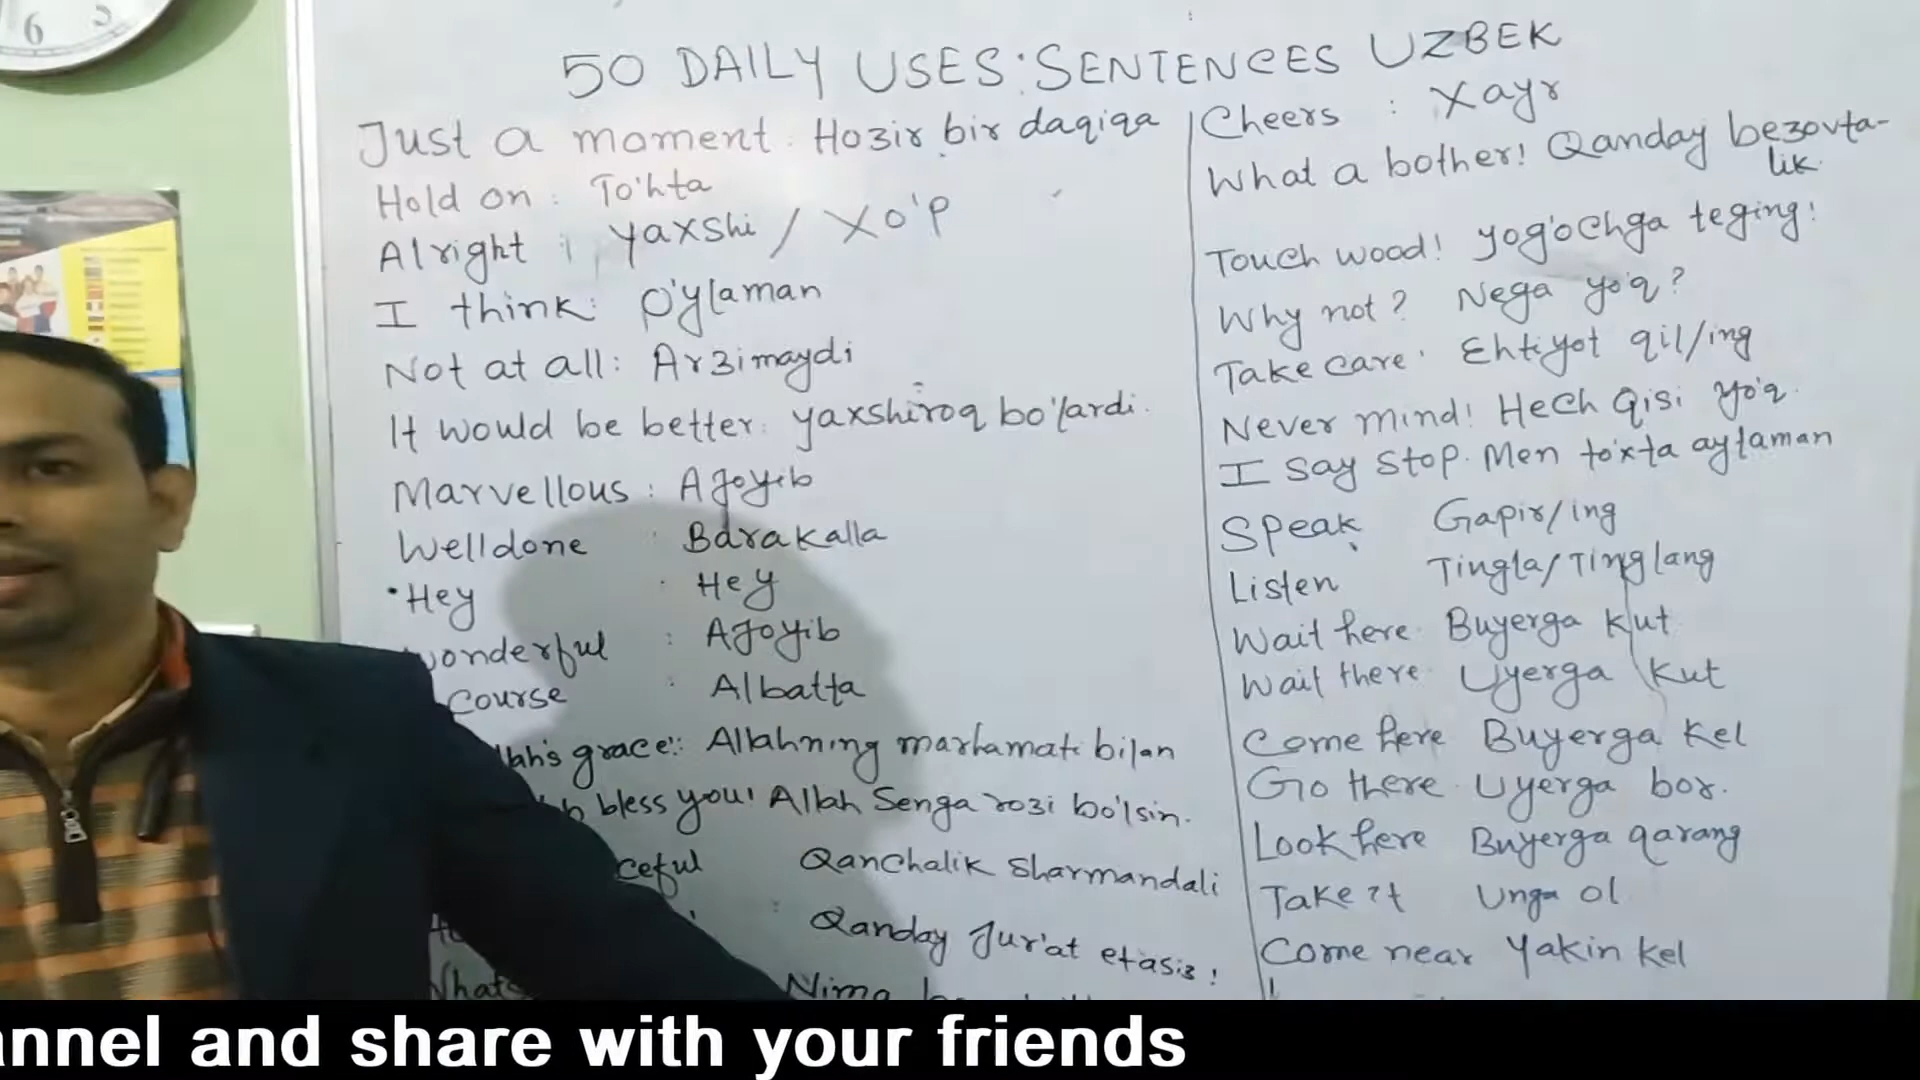 6
50 DAILY USES SENTENCES UZBEK
Just a moment: Hozir bir daqiqa
Hold on: To'hta
Alright : yaxshi / Xo'p
I think: O'ylaman
Not at all: Arzimaydi
It would be better: yaxshiroq bo'lardi.
Marvellous: Ajoyib
Welldone : Barakalla
Hey : Hey
wonderful : Ajoyib
course : Albatta
grace: Allahning marhamati bilan
bless you! Allah Senga rozi bo'lsin.
Qanchalik Sharmandali
: Qanday Jur'at etasiz!
Nima
Cheers : Xayr
What a bother! Qanday bezovta-
lik
Touch wood! yog'ochga teging!
Why not? Nega yo'q?
Take care. Ehtiyot qil/ing
Never mind! Hech Qisi yo'q.
I say stop. Men to'xta aytaman
Speak Gapir/ing
Listen Tingla/Tinglang
Wait here Buyerga kut
Wait there Uyerga kut
Come here Buyerga kel
Go there Uyerga bor.
Look here Buyerga qarang
Take it Unga ol
Come near Yakin kel
and share with your friends